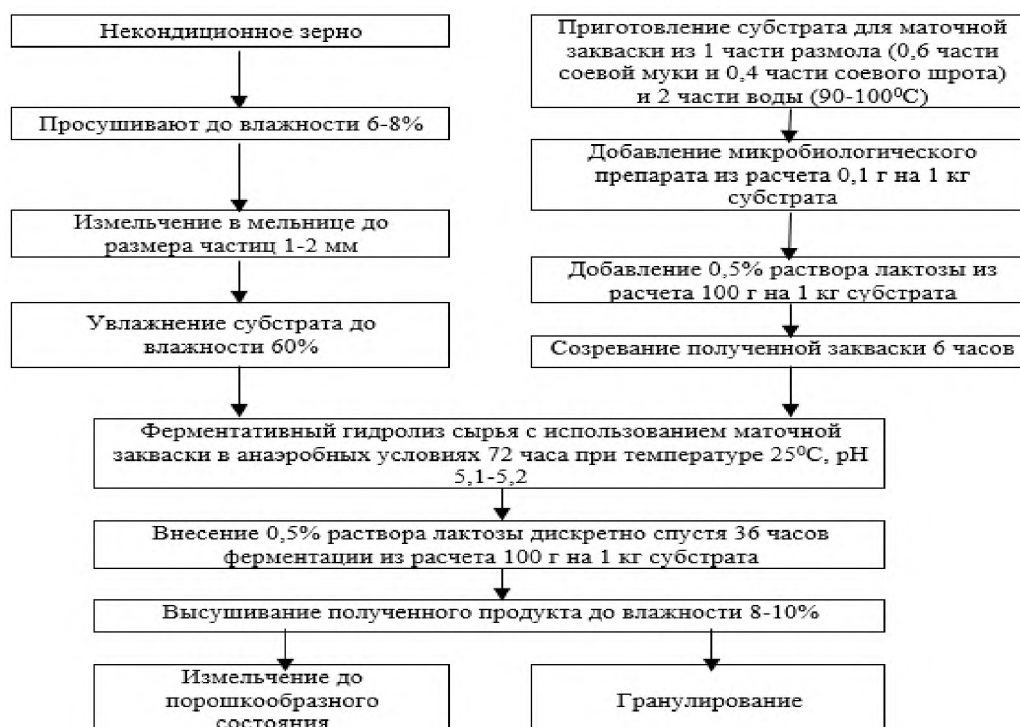 Некондиционное зерно
Просушивают до влажности 6-8%
Измельчение в мельнице до
размера частиц 1-2 мм
Увлажнение субстрата до
влажности 60%
Приготовление субстрата для маточной
закваски из 1 части размола (0,6 части
соевой муки и 0,4 части соевого шрота)
и 2 части воды (90-100⁰С)
Добавление микробиологического
препарата из расчета 0,1 г на 1 кг
субстрата
Добавление 0,5% раствора лактозы из
расчета 100 г на 1 кг субстрата
Созревание полученной закваски 6 часов
Ферментативный гидролиз сырья с использованием маточной
закваски в анаэробных условиях 72 часа при температуре 25⁰С, рН
5,1-5,2
Внесение 0,5% раствора лактозы дискретно спустя 36 часов
ферментации из расчета 100 г на 1 кг субстрата
Высушивание полученного продукта до влажности 8-10%
Измельчение до
порошкообразного
состояния
Гранулирование